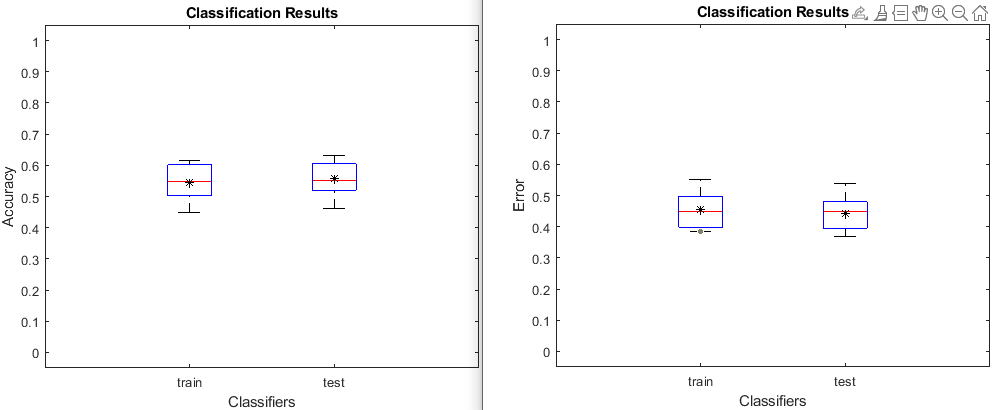 Classification Results
Accuracy
1
0.9
0.8
0.7
0.6
0.5
0.4
0.3
0.2
0.1
0
train test
Classifiers
Classification Results
Error
1
0.9
0.8
0.7
0.6
0.5
0.4
0.3
0.2
0.1
0
train test
Classifiers